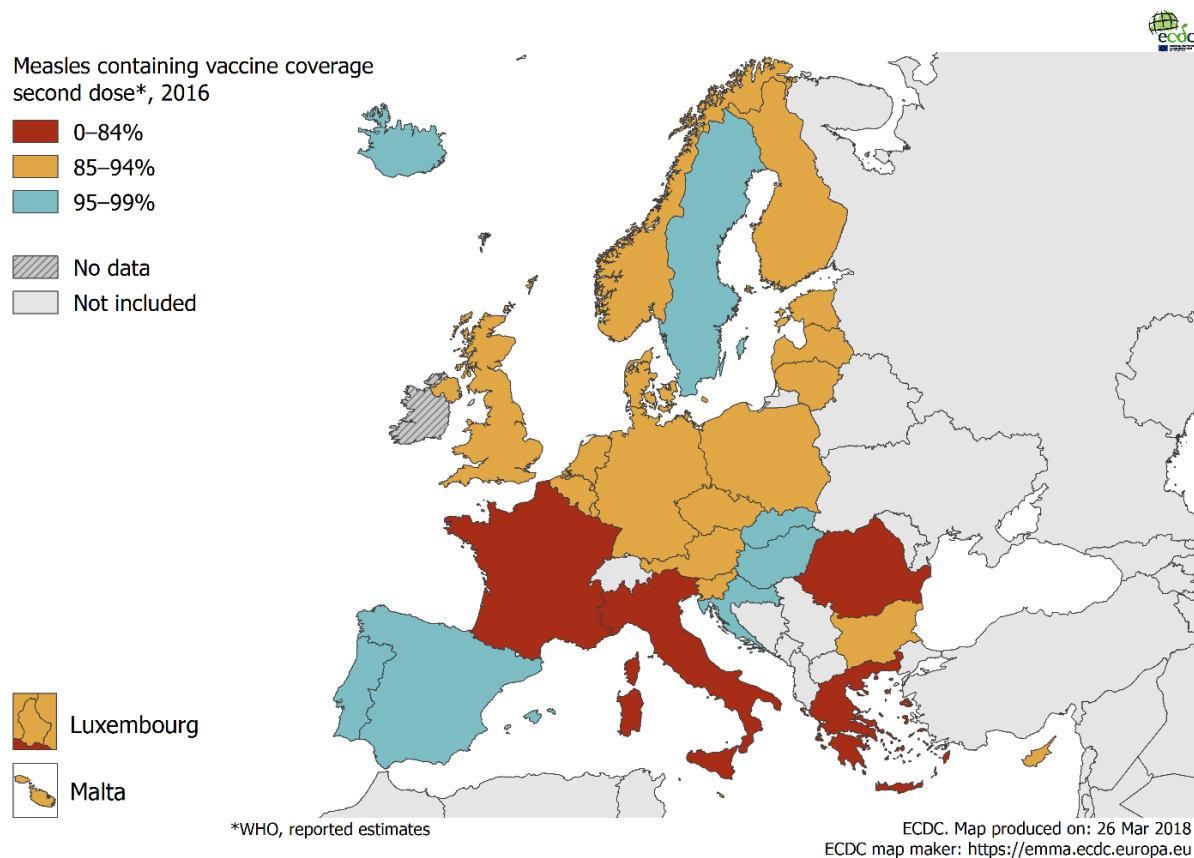 ecdc
Measles containing vaccine coverage
second dose*, 2016
0–84%
85–94%
95–99%
No data
Not included
Luxembourg
Malta
*WHO, reported estimates
ECDC. Map produced on: 26 Mar 2018
ECDC map maker: https://emma.ecdc.europa.eu